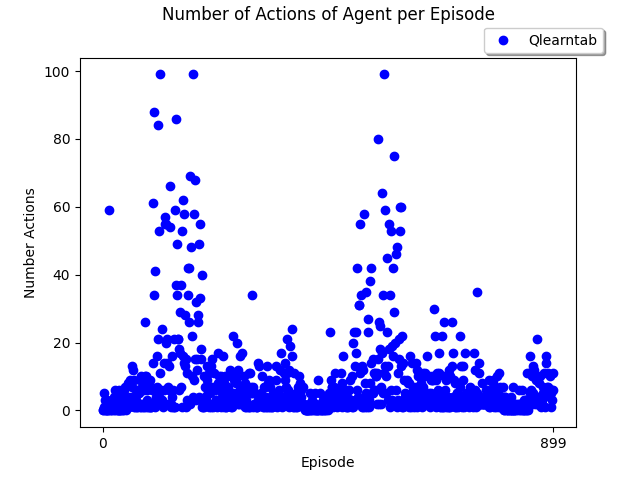 Number of Actions of Agent per Episode
Qlearntab
100
80
60
40
20
0
Number Actions
0
899
Episode